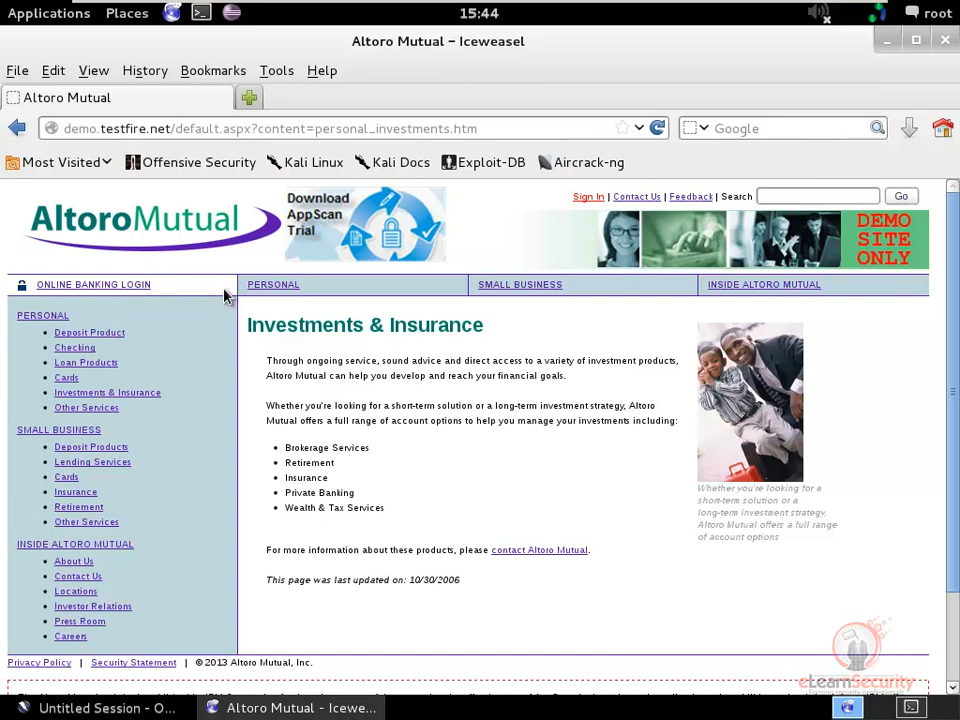 Applications Places 15:44 root
Altoro Mutual – Iceweasel
File Edit View History Bookmarks Tools Help
Altoro Mutual
demo.testfire.net/default.aspx?content=personal_investments.htm Google
Most Visited Offensive Security Kali Linux Kali Docs Exploit-DB Aircrack-ng
AltoroMutual
Download
AppScan
Trial
Sign In | Contact Us | Feedback | Search Go
DEMO
SITE
ONLY
ONLINE BANKING LOGIN PERSONAL SMALL BUSINESS INSIDE ALTORO MUTUAL
PERSONAL
Deposit Product
Checking
Loan Products
Cards
Investments & Insurance
Other Services
SMALL BUSINESS
Deposit Products
Lending Services
Cards
Insurance
Retirement
Other Services
INSIDE ALTORO MUTUAL
About Us
Contact Us
Locations
Investor Relations
Press Room
Careers
Investments & Insurance
Through ongoing service, sound advice and direct access to a variety of investment products,
Altoro Mutual can help you develop and reach your financial goals.
Whether you're looking for a short-term solution or a long-term investment strategy, Altoro
Mutual offers a full range of account options to help you manage your investments including:
Brokerage Services
Retirement
Insurance
Private Banking
Wealth & Tax Services
For more information about these products, please contact Altoro Mutual.
This page was last updated on: 10/30/2006
Whether you're looking for a
short-term solution or a
long-term investment strategy,
Altoro Mutual offers a full range
of account options
Privacy Policy | Security Statement | © 2013 Altoro Mutual, Inc.
eLearnSecurity
Untitled Session - O... Altoro Mutual - Icewe...